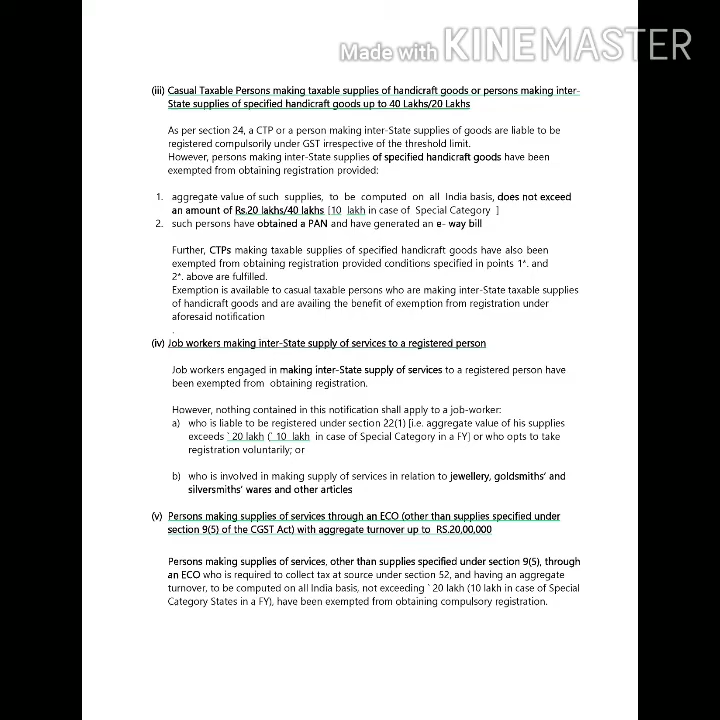 Made with KINEMASTER
(iii) Casual Taxable Persons making taxable supplies of handicraft goods or persons making inter-
State supplies of specified handicraft goods up to 40 Lakhs/20 Lakhs
As per section 24, a CTP or a person making inter-State supplies of goods are liable to be
registered compulsorily under GST irrespective of the threshold limit.
However, persons making inter-State supplies of specified handicraft goods have been
exempted from obtaining registration provided:
1. aggregate value of such supplies, to be computed on all India basis, does not exceed
an amount of Rs.20 lakhs/40 lakhs [10 lakh in case of Special Category ]
2. such persons have obtained a PAN and have generated an e- way bill
Further, CTPs making taxable supplies of specified handicraft goods have also been
exempted from obtaining registration provided conditions specified in points 1*. and
2*. above are fulfilled.
Exemption is available to casual taxable persons who are making inter-State taxable supplies
of handicraft goods and are availing the benefit of exemption from registration under
aforesaid notification
.
(iv) Job workers making inter-State supply of services to a registered person
Job workers engaged in making inter-State supply of services to a registered person have
been exempted from obtaining registration.
However, nothing contained in this notification shall apply to a job-worker:
a) who is liable to be registered under section 22(1) [i.e. aggregate value of his supplies
exceeds ` 20 lakh (` 10 lakh in case of Special Category in a FY] or who opts to take
registration voluntarily; or
b) who is involved in making supply of services in relation to jewellery, goldsmiths' and
silversmiths' wares and other articles
(v) Persons making supplies of services through an ECO (other than supplies specified under
section 9(5) of the CGST Act) with aggregate turnover up to RS.20,00,000
Persons making supplies of services, other than supplies specified under section 9(5), through
an ECO who is required to collect tax at source under section 52, and having an aggregate
turnover, to be computed on all India basis, not exceeding ` 20 lakh (10 lakh in case of Special
Category States in a FY), have been exempted from obtaining compulsory registration.